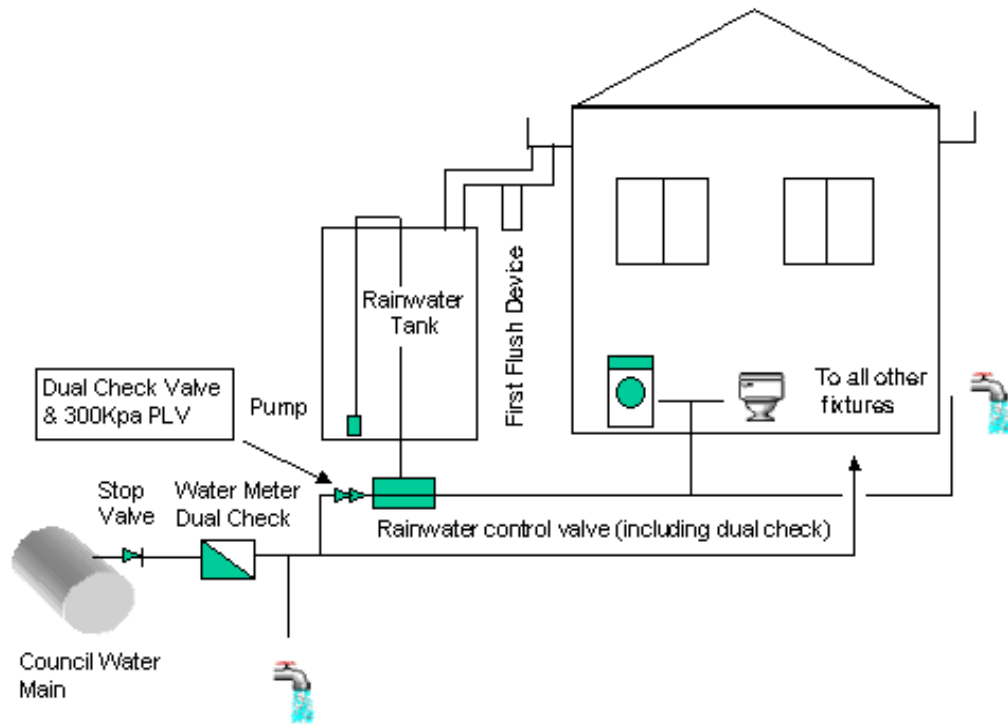 Rainwater
Tank
First Flush Device
Dual Check Valve
& 300Kpa PLV
Pump
To all other
fixtures
Stop
Valve
Water Meter
Dual Check
Rainwater control valve (including dual check)
Council Water
Main